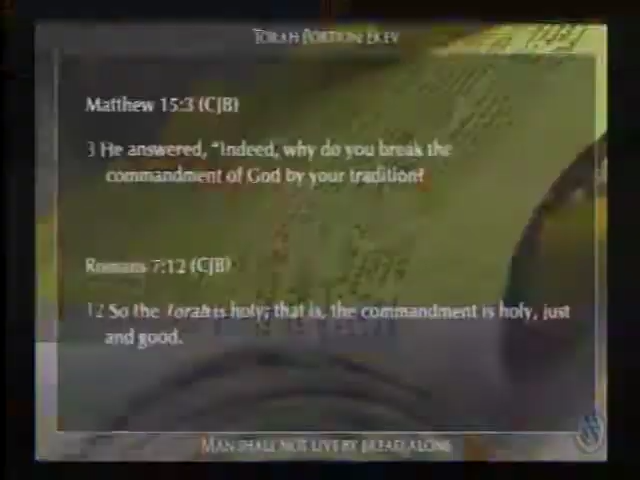 TORAH PORTION EKEV
Matthew 15:3 (CJB)
3 He answered, "Indeed, why do you break the
commandment of God by your tradition?
Romans 7:12 (CJB)
12 So the Torah is holy; that is, the commandment is holy, just
and good.
MAN SHALL NOT LIVE BY BREAD ALONE